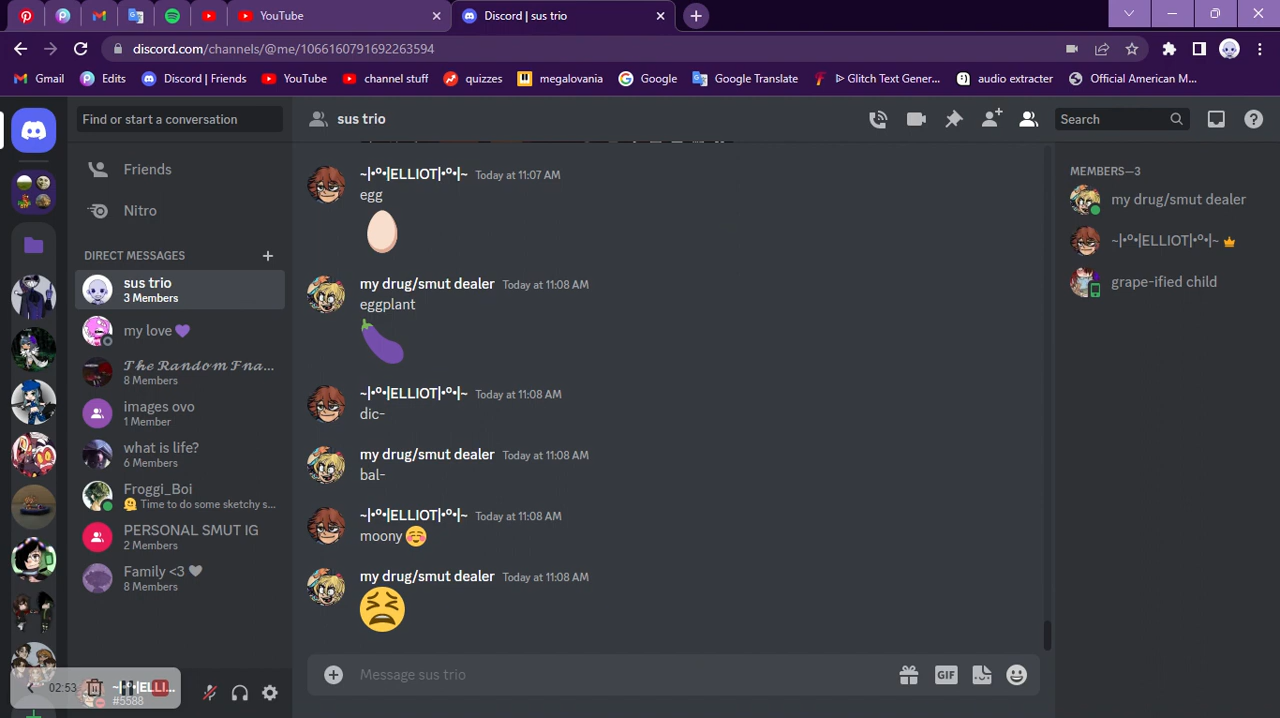 YouTube
Discord | sus trio
discord.com/channels/@me/1066160791692263594
Gmail
Edits
Discord | Friends
YouTube
channel stuff
quizzes
megalovania
Google
Google Translate
ᐅ Glitch Text Gener...
audio extracter
Official American M...
Find or start a conversation
sus trio
Search
Friends
Nitro
DIRECT MESSAGES
sus trio
3 Members
my love 💜
𝓣𝓱𝓮 𝓡𝓪𝓷𝓭𝓸𝓶 𝓕𝓷𝓪...
8 Members
images ovo
1 Member
what is life?
6 Members
Froggi_Boi
🫠 Time to do some sketchy s...
PERSONAL SMUT IG
2 Members
Family <3 🤍
8 Members
02:53
~|•º•|ELLI...
#5588
~|•º•|ELLIOT|•º•|~ Today at 11:07 AM
egg
🥚
my drug/smut dealer Today at 11:08 AM
eggplant
🍆
~|•º•|ELLIOT|•º•|~ Today at 11:08 AM
dic-
my drug/smut dealer Today at 11:08 AM
bal-
~|•º•|ELLIOT|•º•|~ Today at 11:08 AM
moony ☺️
my drug/smut dealer Today at 11:08 AM
😫
Message sus trio
GIF
MEMBERS—3
my drug/smut dealer
~|•º•|ELLIOT|•º•|~
grape-ified child